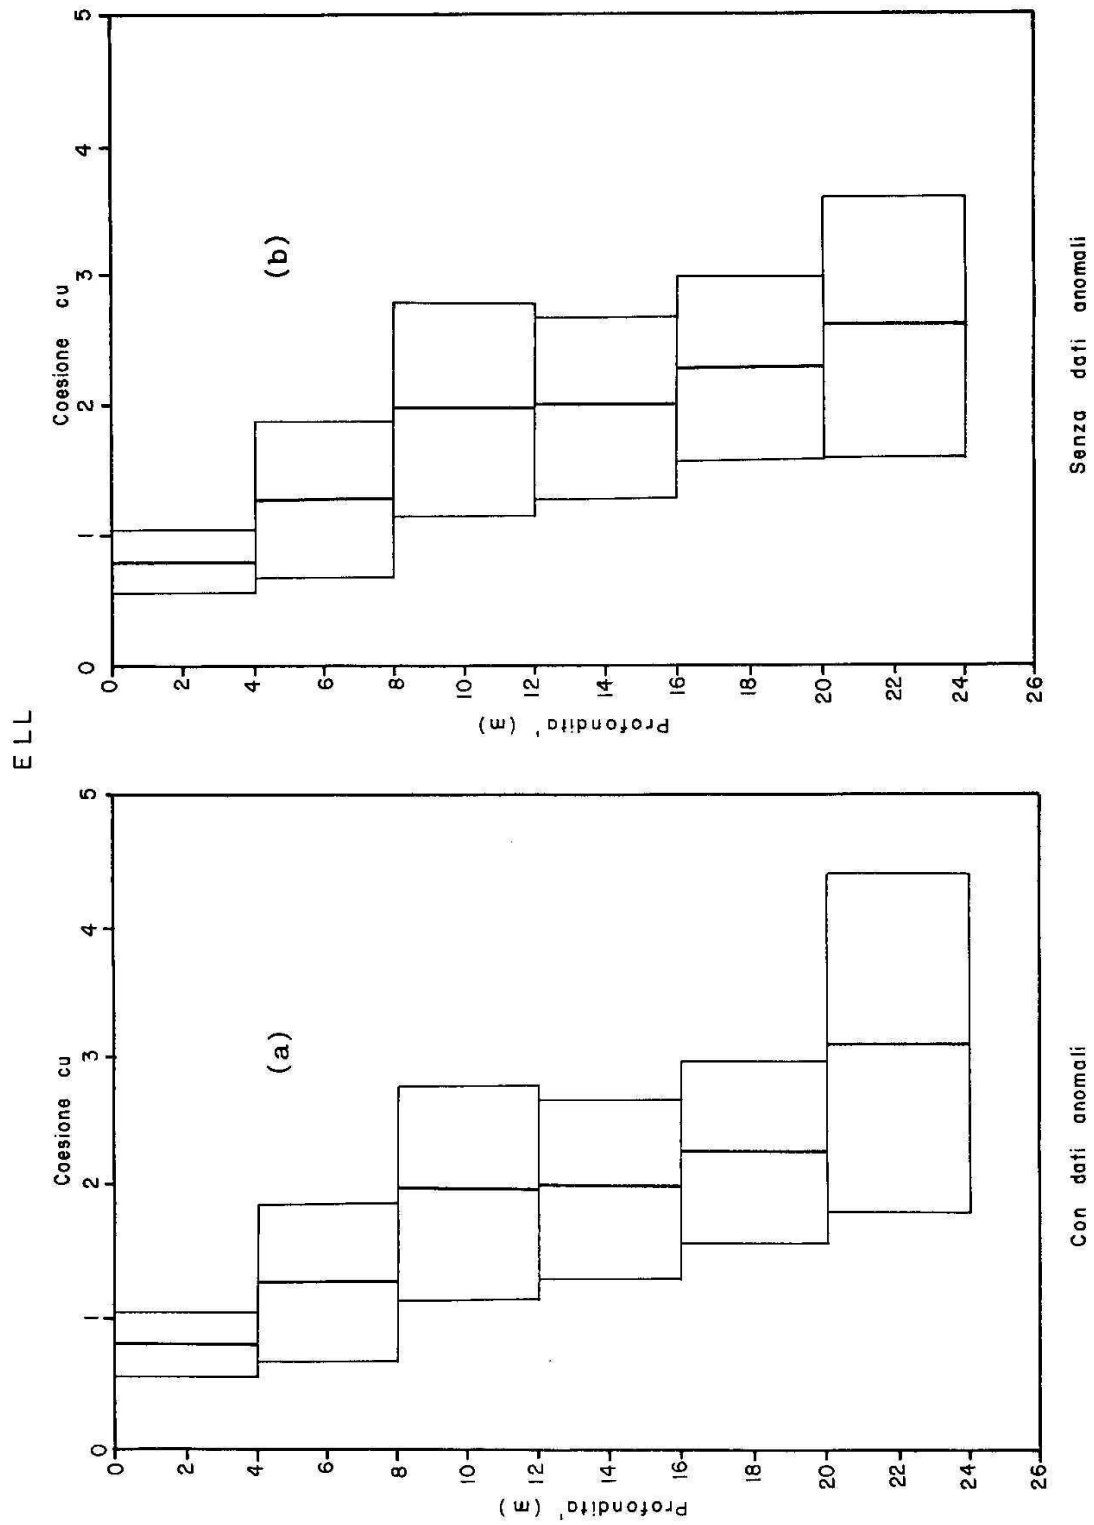 ELL
Coesione cu
0 1 2 3 4 5
0
2
4
6
8
10
12
14
16
18
20
22
24
26
Profondita' (m)
(a)
Con dati anomali
Coesione cu
0 1 2 3 4 5
0
2
4
6
8
10
12
14
16
18
20
22
24
26
Profondita' (m)
(b)
Senza dati anomali